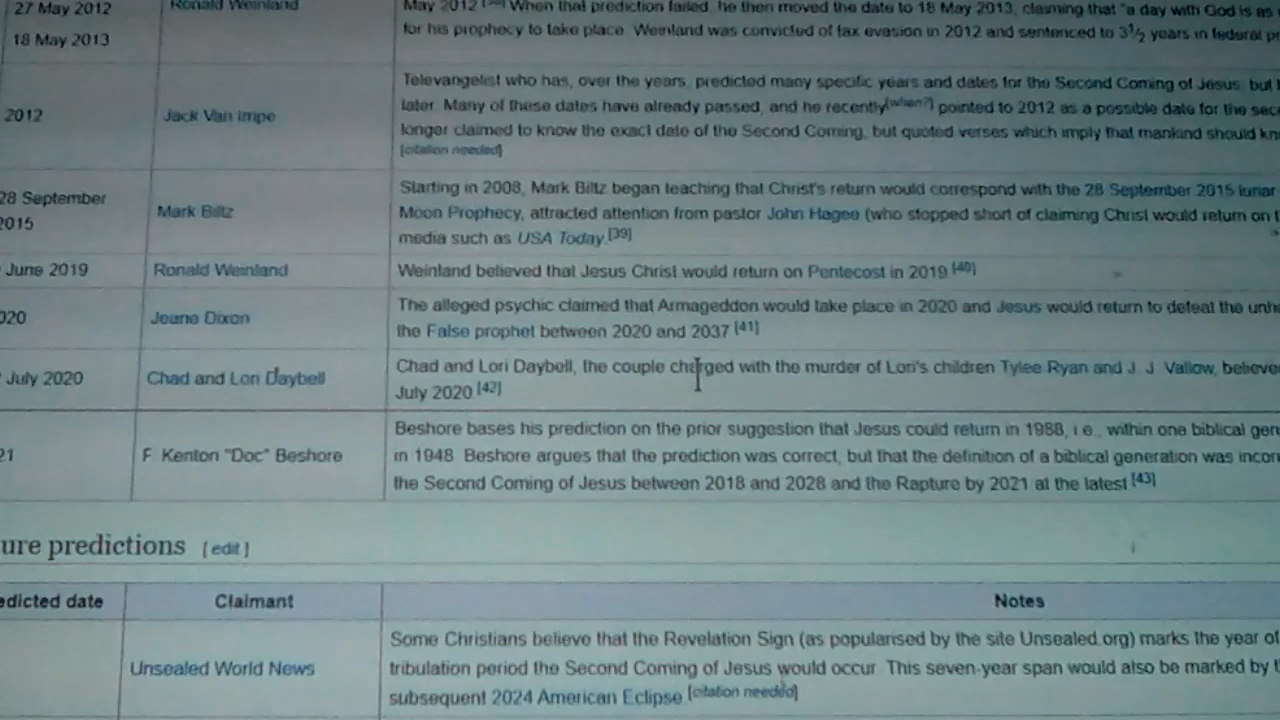 27 May 2012
18 May 2013
Ronald Weinland
May 2012 When that prediction failed, he then moved the date to 18 May 2013, claiming that "a day with God is as
for his prophecy to take place. Weinland was convicted of tax evasion in 2012 and sentenced to 3½ years in federal
2012
Jack Van Impe
Televangelist who has, over the years, predicted many specific years and dates for the Second Coming of Jesus, but
later. Many of these dates have already passed, and he recently[when?] pointed to 2012 as a possible date for the
longer claimed to know the exact date of the Second Coming, but quoted verses which imply that mankind should
[citation needed]
28 September
2015
Mark Biltz
Starting in 2008, Mark Biltz began teaching that Christ's return would correspond with the 28 September 2015 lunar
Moon Prophecy, attracted attention from pastor John Hagee (who stopped short of claiming Christ would return on
media such as USA Today.[39]
June 2019
Ronald Weinland
Weinland believed that Jesus Christ would return on Pentecost in 2019.[40]
020
Jeane Dixon
The alleged psychic claimed that Armageddon would take place in 2020 and Jesus would return to defeat the
the False prophet between 2020 and 2037.[41]
July 2020
Chad and Lori Daybell
Chad and Lori Daybell, the couple charged with the murder of Lori's children Tylee Ryan and J. J. Vallow, believe
July 2020.[42]
21
F. Kenton "Doc" Beshore
Beshore bases his prediction on the prior suggestion that Jesus could return in 1988, i.e., within one biblical gen
in 1948. Beshore argues that the prediction was correct, but that the definition of a biblical generation was incor
the Second Coming of Jesus between 2018 and 2028 and the Rapture by 2021 at the latest.[43]
ure predictions [edit]
edicted date
Claimant
Notes
Unsealed World News
Some Christians believe that the Revelation Sign (as popularised by the site Unsealed.org) marks the year of
tribulation period the Second Coming of Jesus would occur. This seven-year span would also be marked by
subsequent 2024 American Eclipse.[citation needed]